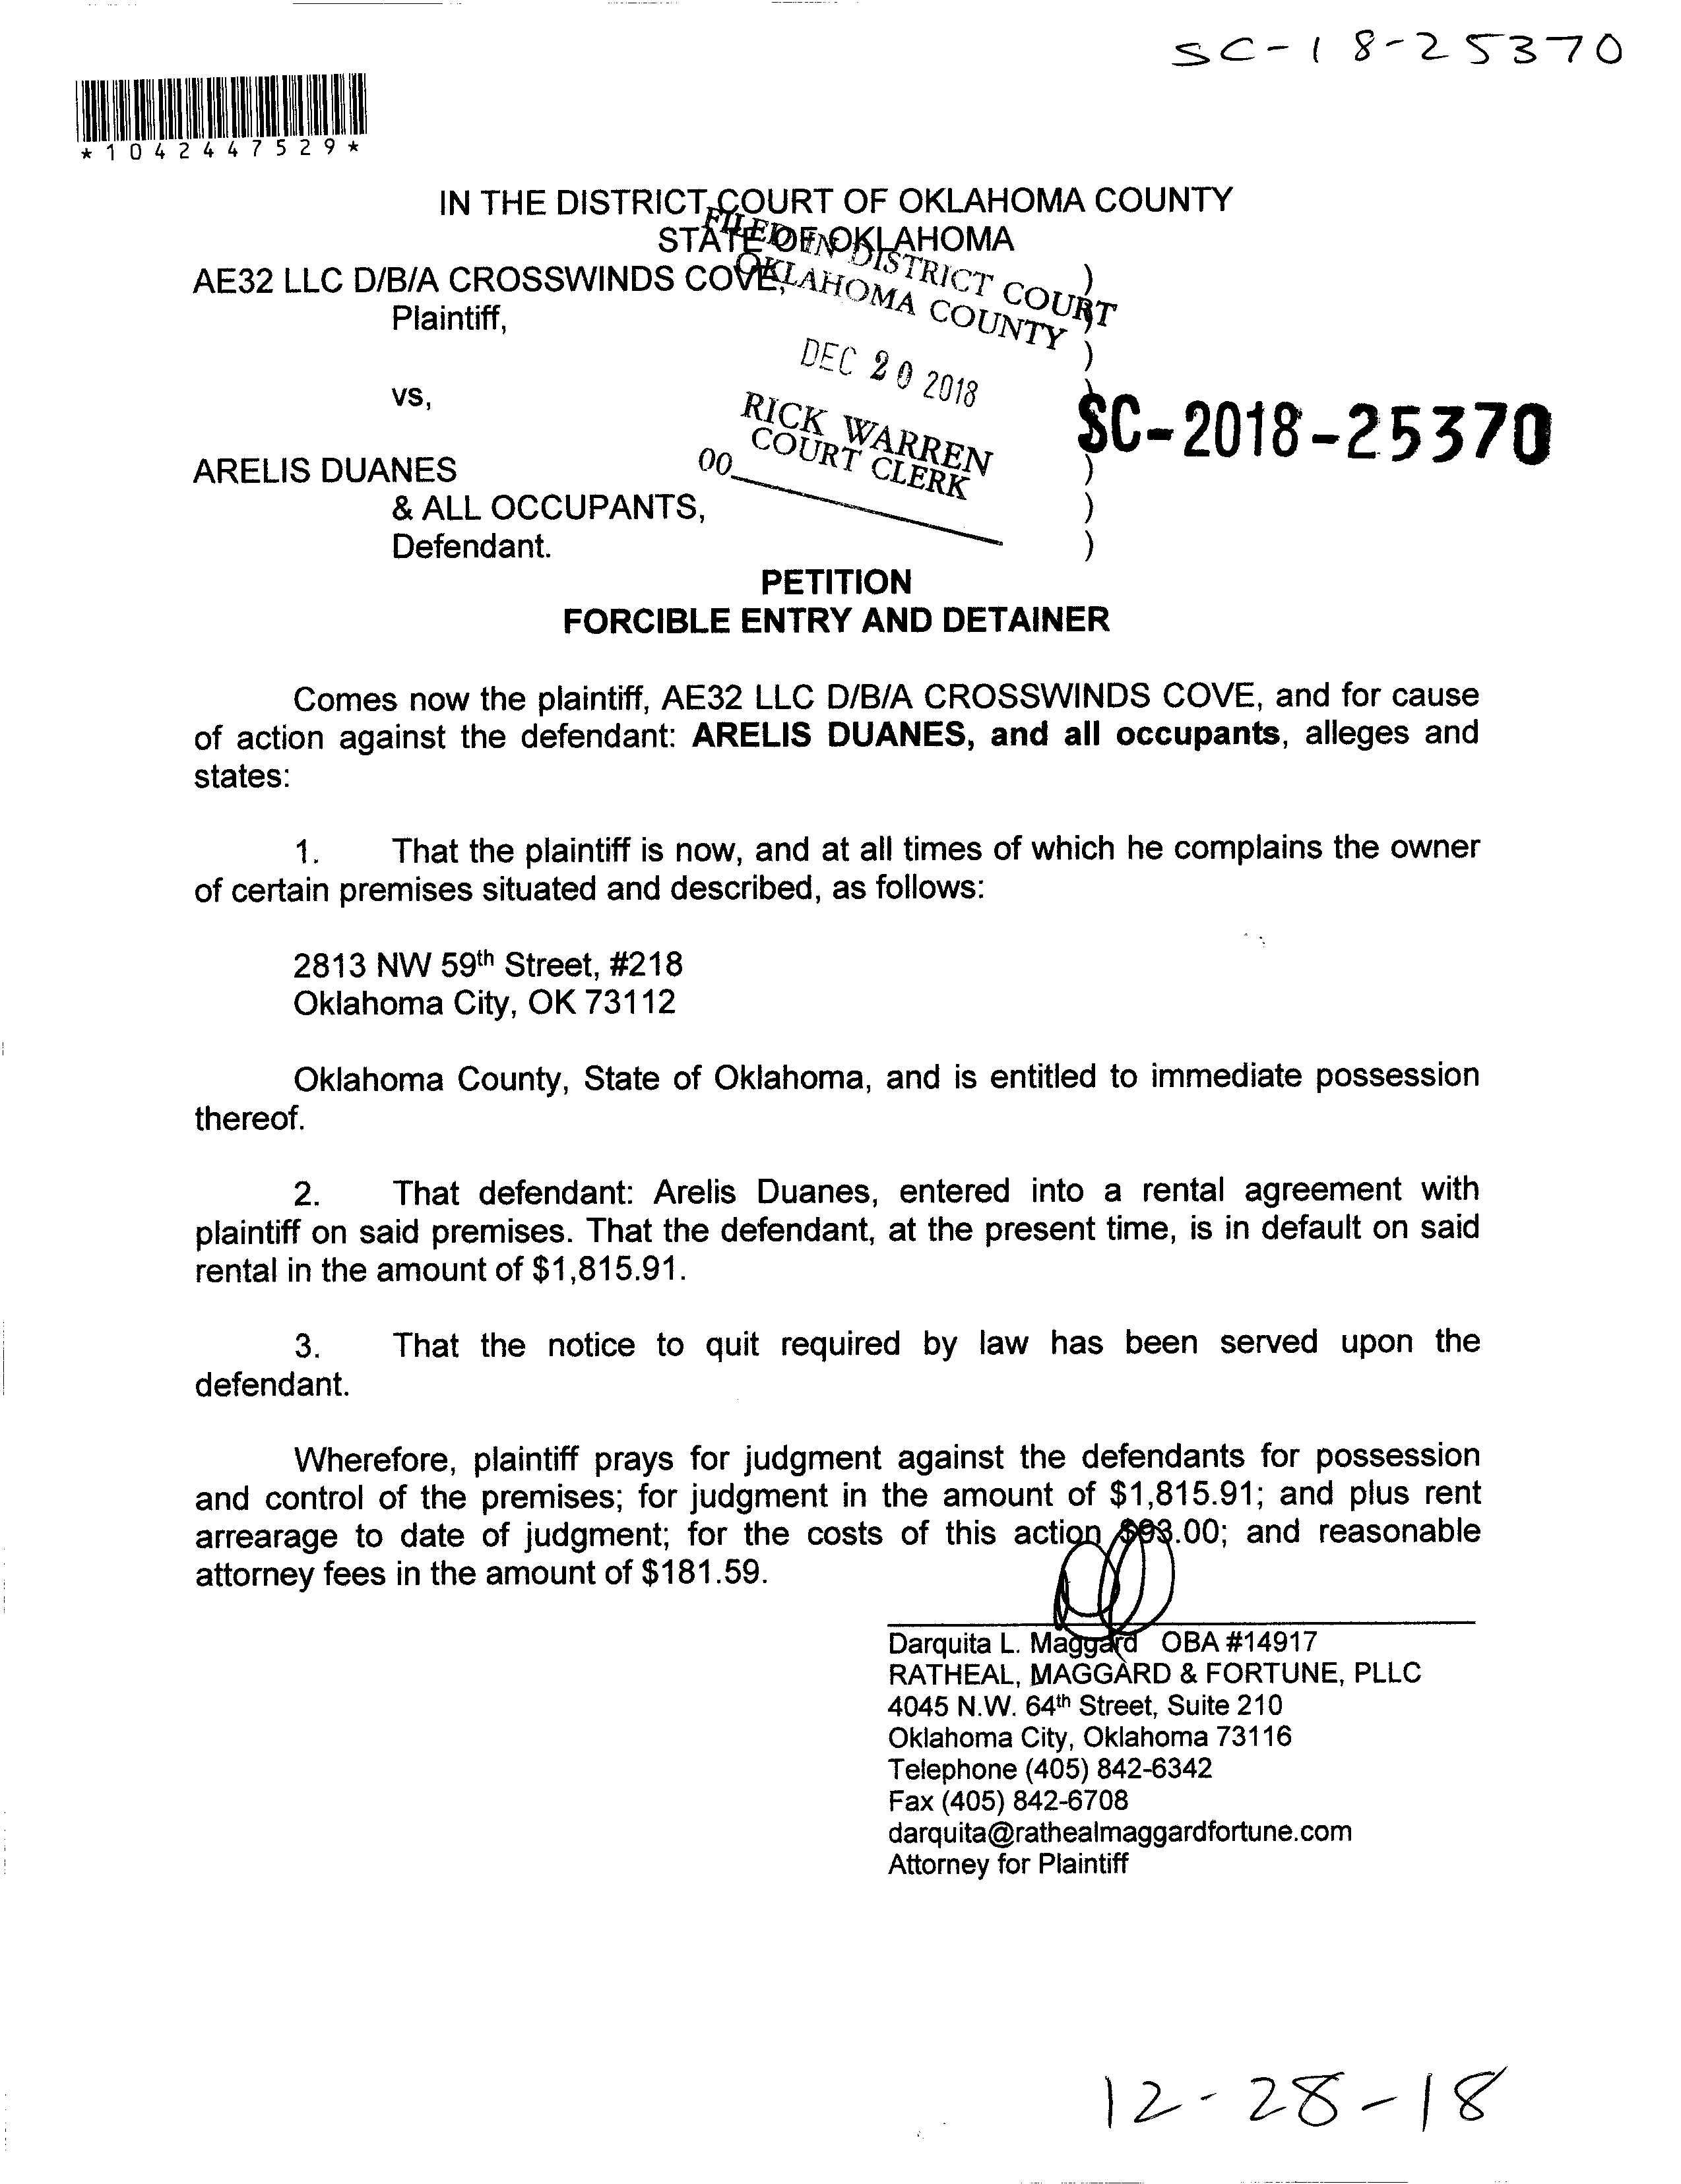 SC-18-25370
*1042447529*
IN THE DISTRICT COURT OF OKLAHOMA COUNTY
STATE OF OKLAHOMA
FILED IN DISTRICT COURT
OKLAHOMA COUNTY
AE32 LLC D/B/A CROSSWINDS COVE, )
Plaintiff, )
)
DEC 20 2018
vs, )
RICK WARREN
COURT CLERK
SC-2018-25370
00
ARELIS DUANES )
& ALL OCCUPANTS, )
Defendant. )
PETITION
FORCIBLE ENTRY AND DETAINER
Comes now the plaintiff, AE32 LLC D/B/A CROSSWINDS COVE, and for cause
of action against the defendant: ARELIS DUANES, and all occupants, alleges and
states:
1. That the plaintiff is now, and at all times of which he complains the owner
of certain premises situated and described, as follows:
2813 NW 59th Street, #218
Oklahoma City, OK 73112
Oklahoma County, State of Oklahoma, and is entitled to immediate possession
thereof.
2. That defendant: Arelis Duanes, entered into a rental agreement with
plaintiff on said premises. That the defendant, at the present time, is in default on said
rental in the amount of $1,815.91.
3. That the notice to quit required by law has been served upon the
defendant.
Wherefore, plaintiff prays for judgment against the defendants for possession
and control of the premises; for judgment in the amount of $1,815.91; and plus rent
arrearage to date of judgment; for the costs of this action $93.00; and reasonable
attorney fees in the amount of $181.59.
Darquita L. Maggard OBA #14917
RATHEAL, MAGGARD & FORTUNE, PLLC
4045 N.W. 64th Street, Suite 210
Oklahoma City, Oklahoma 73116
Telephone (405) 842-6342
Fax (405) 842-6708
darquita@rathealmaggardfortune.com
Attorney for Plaintiff
12-28-18